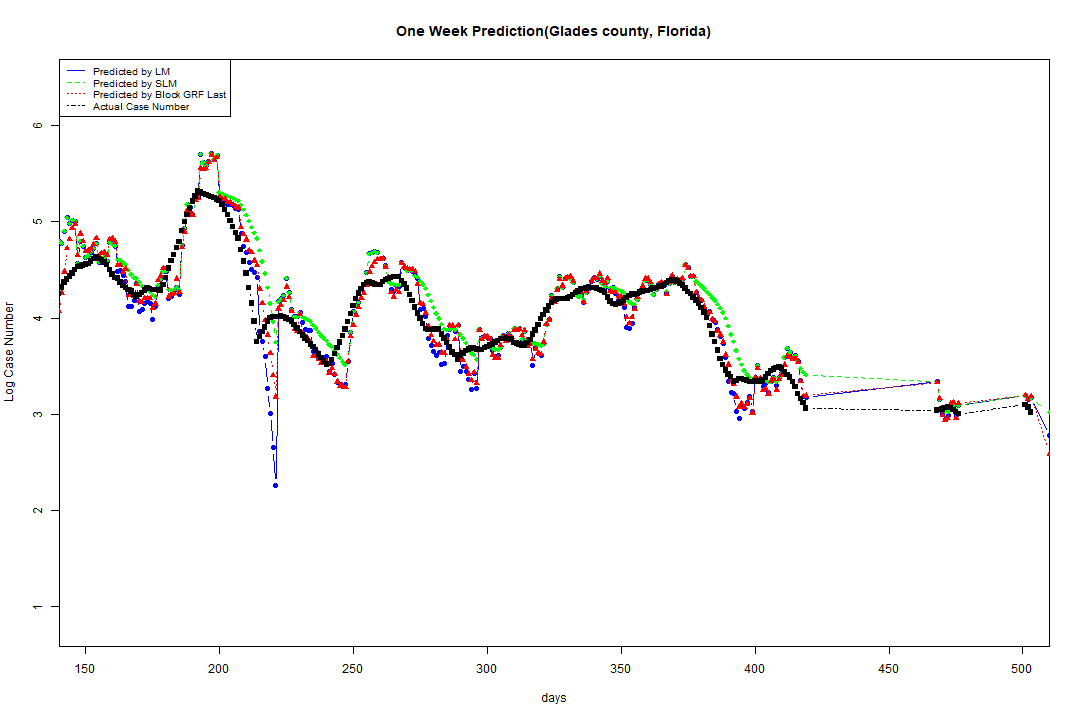 One Week Prediction(Glades county, Florida)
Predicted by LM
Predicted by SLM
Predicted by Block GRF Last
Actual Case Number
Log Case Number
6
5
4
3
2
1
150 200 250 300 350 400 450 500
days